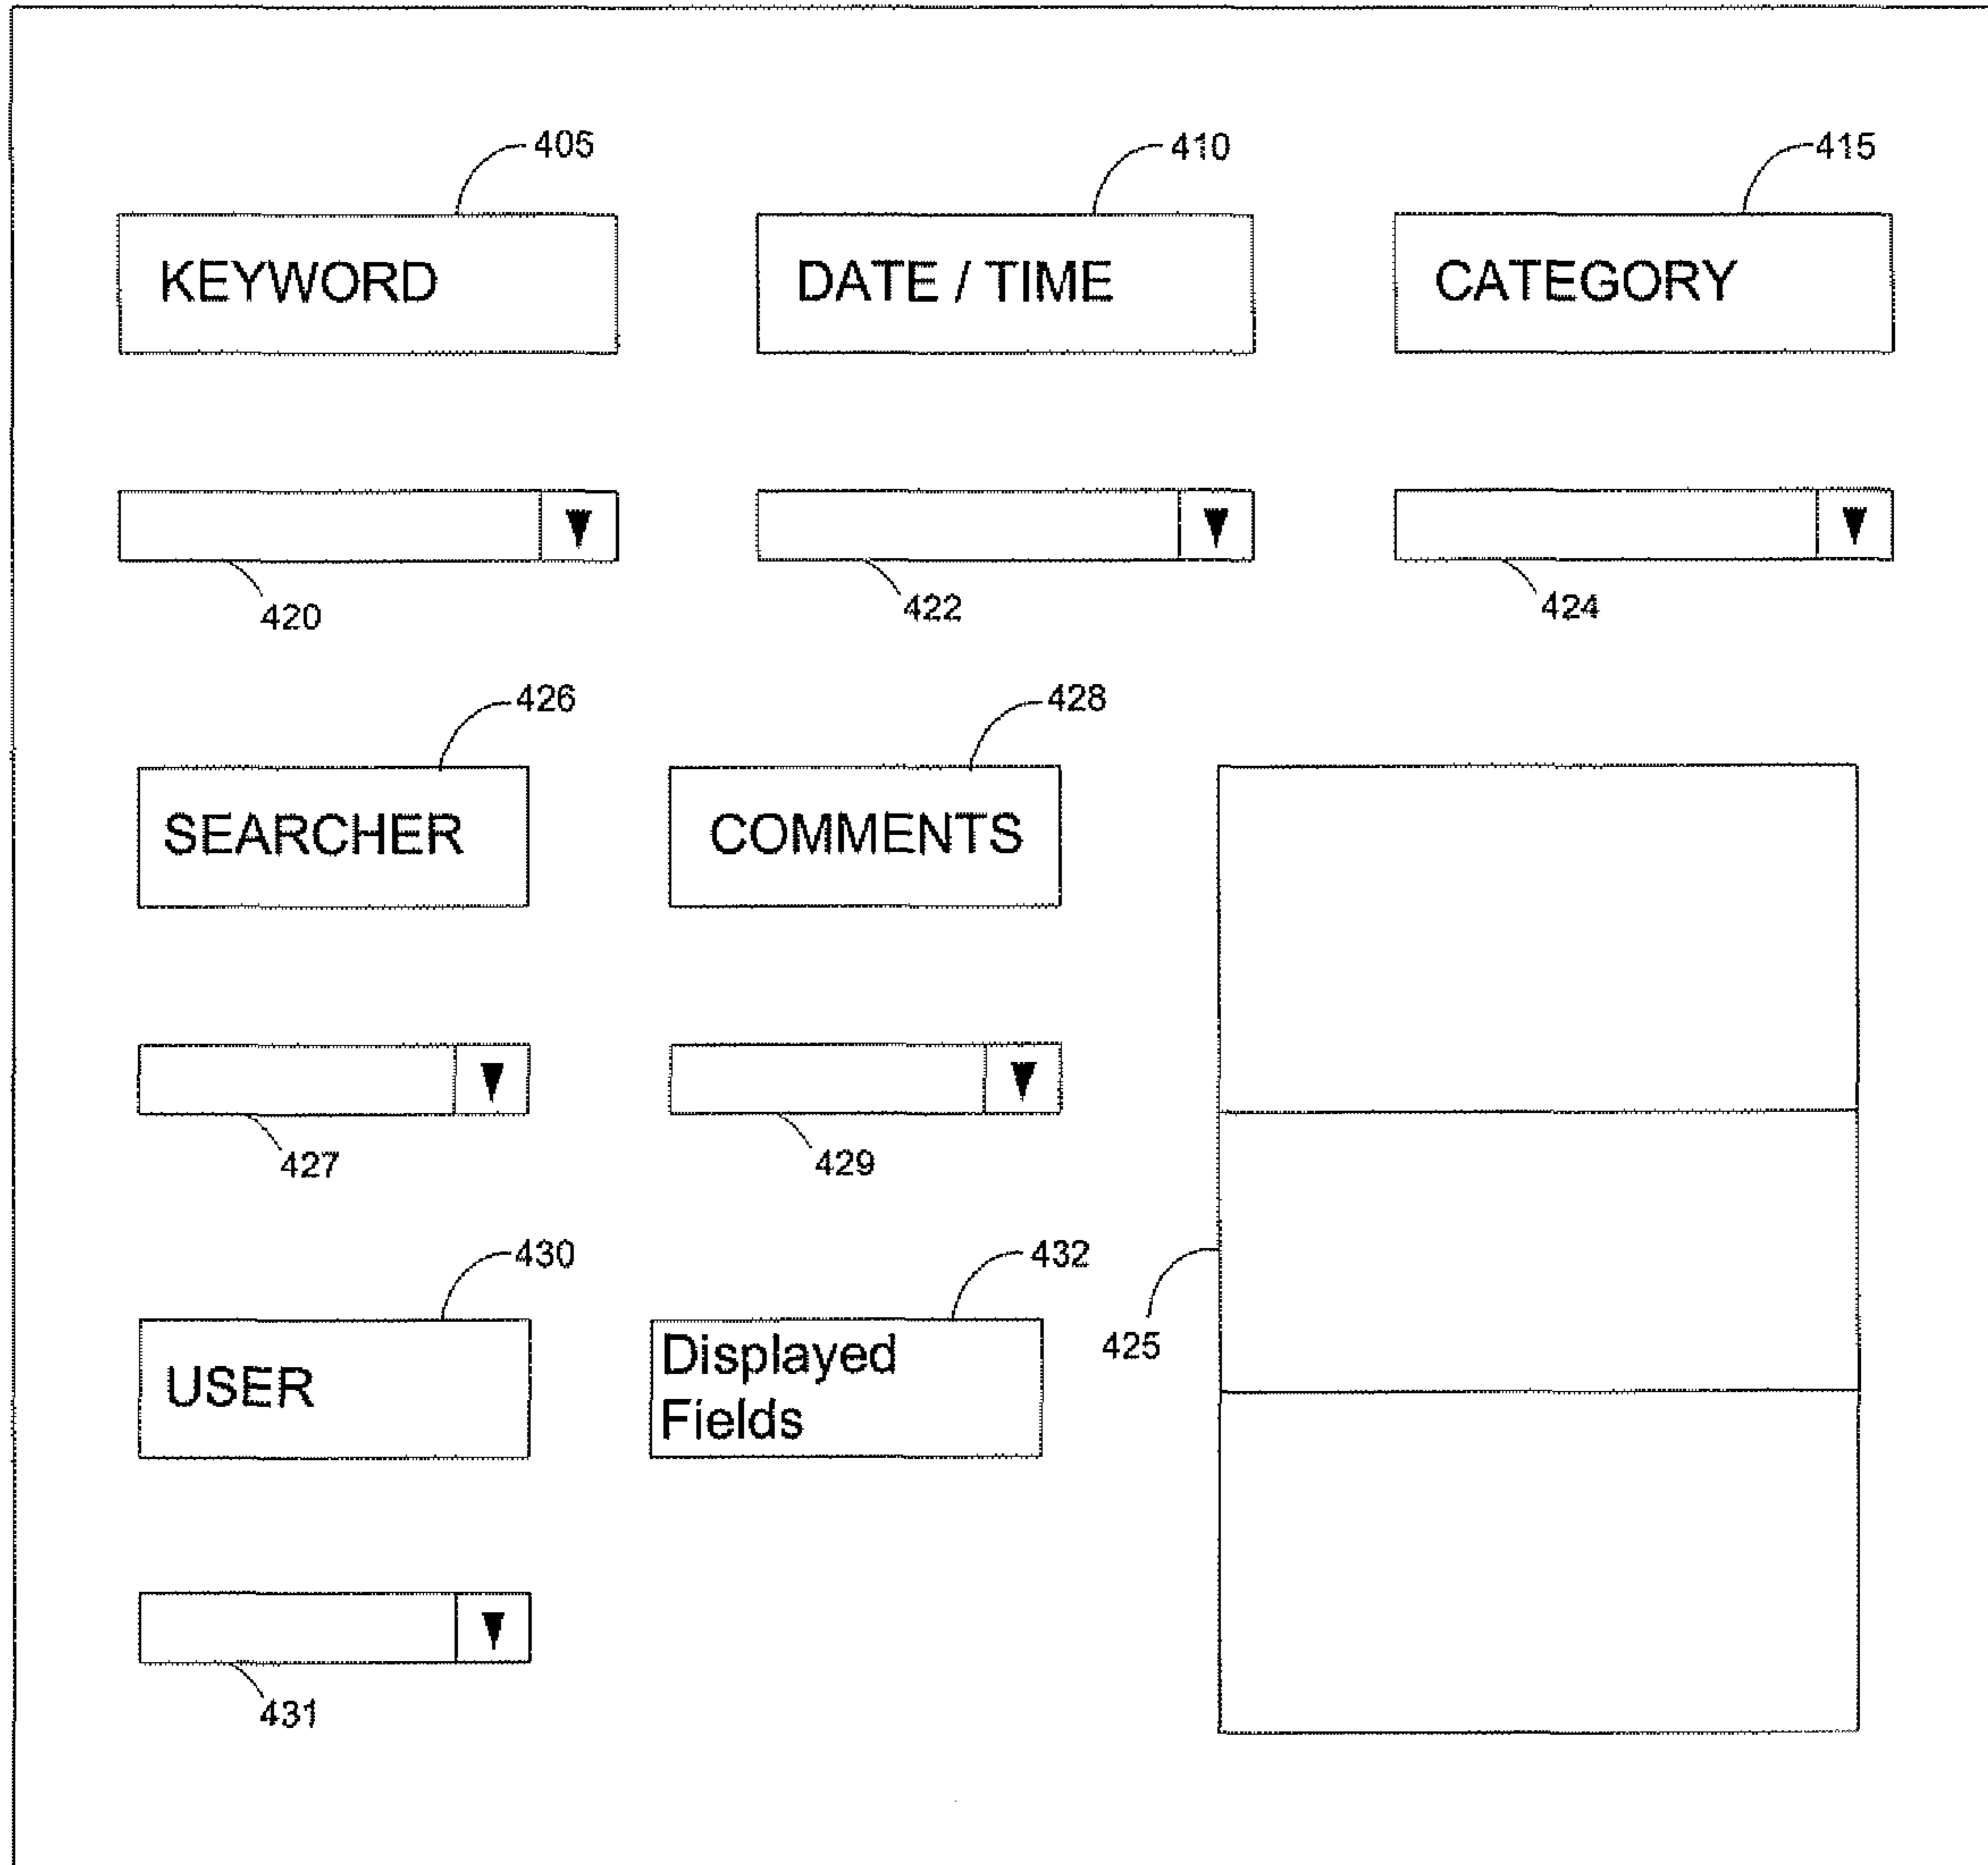 405
410
415
KEYWORD
DATE / TIME
CATEGORY
420
422
424
426
428
SEARCHER
COMMENTS
427
429
430
432
425
USER
Displayed
Fields
431